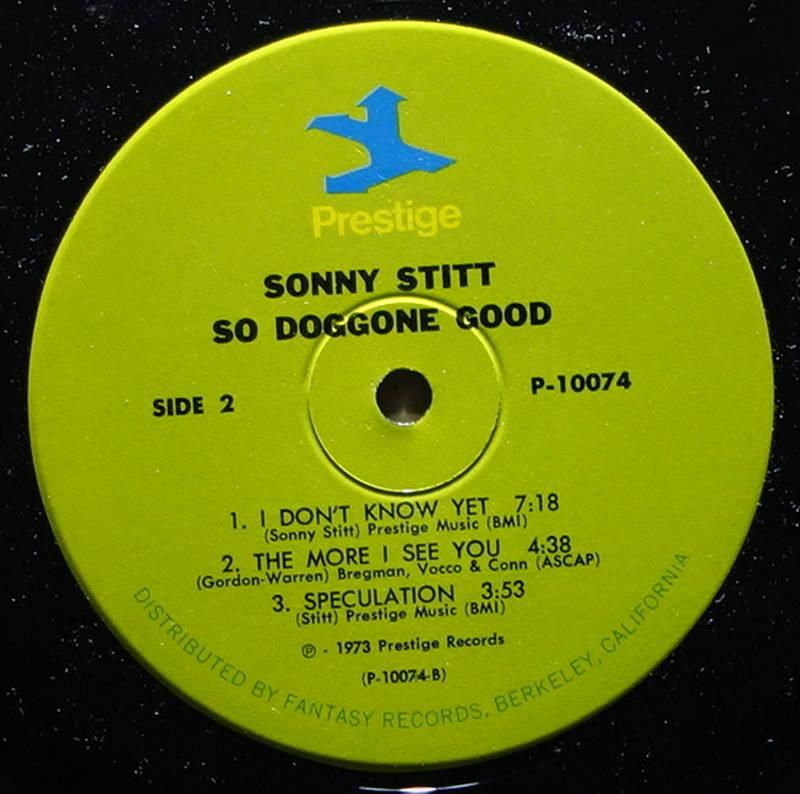 Prestige
SONNY STITT
SO DOGGONE GOOD
SIDE 2
P-10074
1. I DON'T KNOW YET 7:18
(Sonny Stitt) Prestige Music (BMI)
2. THE MORE I SEE YOU 4:38
(Gordon-Warren) Bregman, Vocco & Conn (ASCAP)
3. SPECULATION 3:53
(Stitt) Prestige Music (BMI)
℗ - 1973 Prestige Records
(P-10074-B)
DISTRIBUTED BY FANTASY RECORDS, BERKELEY, CALIFORNIA